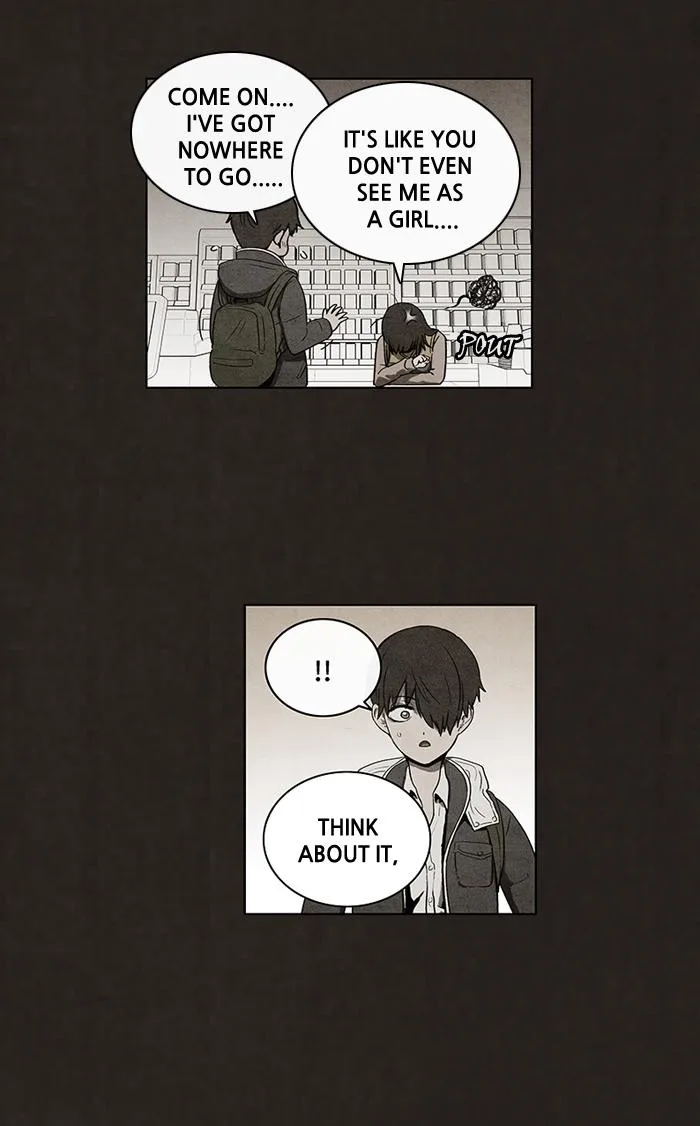 COME ON....
I'VE GOT
NOWHERE
TO GO.....
IT'S LIKE YOU
DON'T EVEN
SEE ME AS
A GIRL....
POUT
!!
THINK
ABOUT IT,